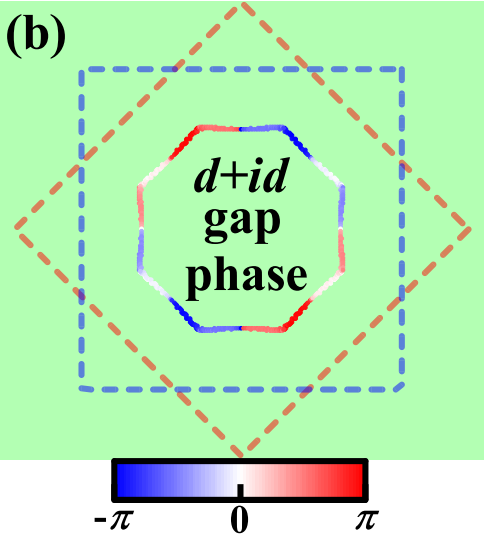 (b)
d+id
gap
phase
-π 0 π